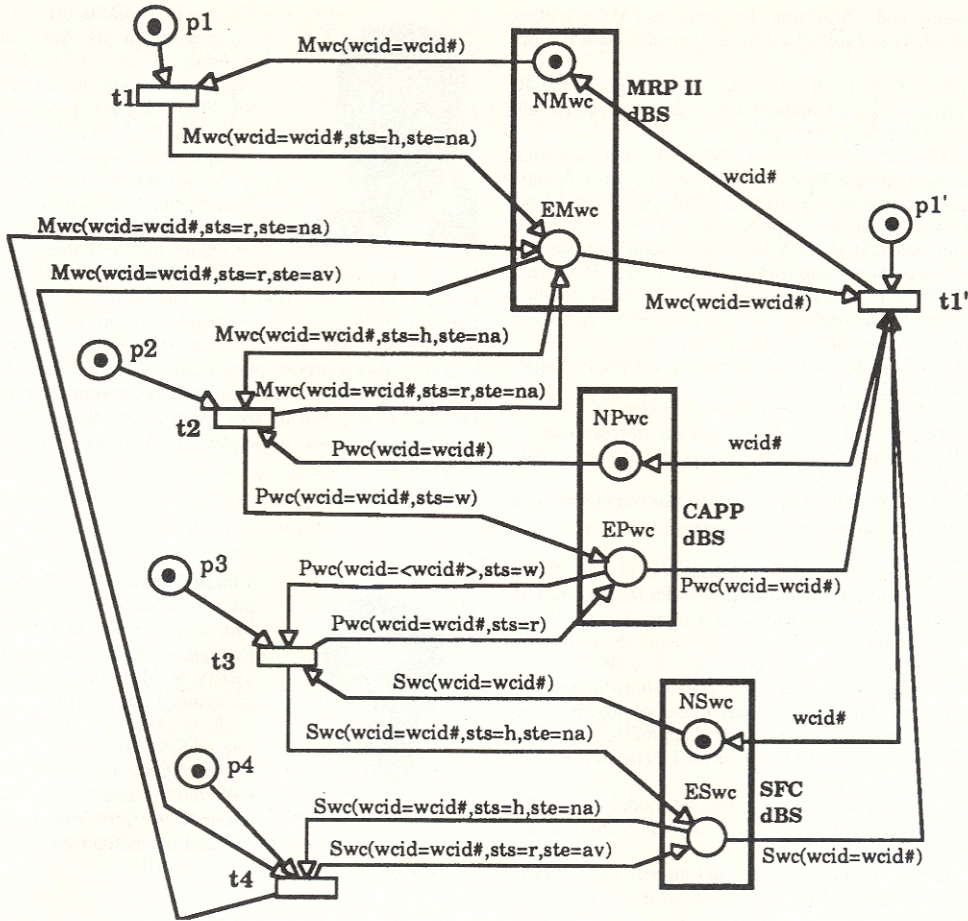 p1
Mwc(wcid=wcid#)
t1
NMwc
MRP II
dBS
Mwc(wcid=wcid#,sts=h,ste=na)
wcid#
p1'
EMwc
Mwc(wcid=wcid#,sts=r,ste=na)
Mwc(wcid=wcid#,sts=r,ste=av)
Mwc(wcid=wcid#)
t1'
Mwc(wcid=wcid#,sts=h,ste=na)
p2
Mwc(wcid=wcid#,sts=r,ste=na)
t2
NPwc
Pwc(wcid=wcid#)
wcid#
Pwc(wcid=wcid#,sts=w)
CAPP
dBS
EPwc
p3
Pwc(wcid=<wcid#>,sts=w)
Pwc(wcid=wcid#)
Pwc(wcid=wcid#,sts=r)
t3
Swc(wcid=wcid#)
NSwc
wcid#
Swc(wcid=wcid#,sts=h,ste=na)
p4
ESwc
SFC
dBS
Swc(wcid=wcid#,sts=h,ste=na)
Swc(wcid=wcid#,sts=r,ste=av)
Swc(wcid=wcid#)
t4